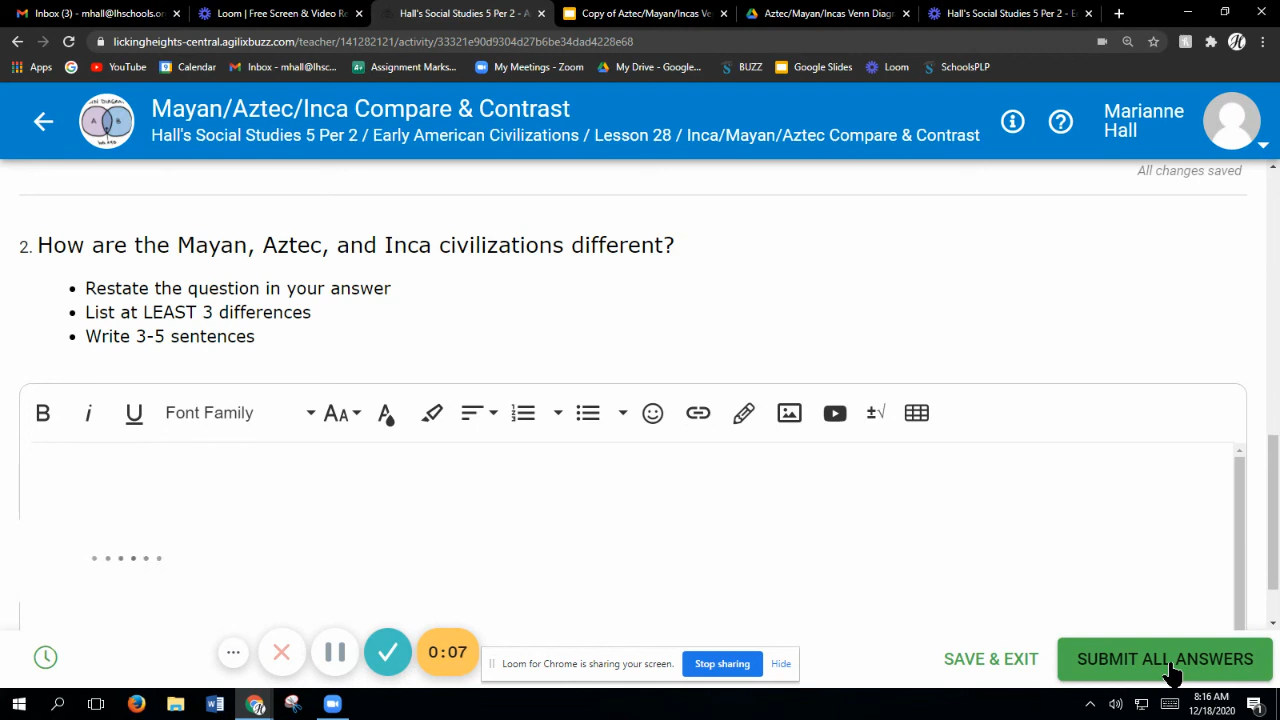 Inbox (3) - mhall@lhschools.or
Loom | Free Screen & Video Re
Hall's Social Studies 5 Per 2 - A
Copy of Aztec/Mayan/Incas Ve
Aztec/Mayan/Incas Venn Diagr
Hall's Social Studies 5 Per 2 - E
lickingheights-central.agilixbuzz.com/teacher/141282121/activity/33321e90d9304d27b6be34dad4228e68
Apps
YouTube
Calendar
Inbox - mhall@lhsc...
Assignment Marks...
My Meetings - Zoom
My Drive - Google...
BUZZ
Google Slides
Loom
SchoolsPLP
Mayan/Aztec/Inca Compare & Contrast
Hall's Social Studies 5 Per 2 / Early American Civilizations / Lesson 28 / Inca/Mayan/Aztec Compare & Contrast
Marianne
Hall
A
B
All changes saved
2. How are the Mayan, Aztec, and Inca civilizations different?
• Restate the question in your answer
• List at LEAST 3 differences
• Write 3-5 sentences
B i U Font Family AA
0:07
Loom for Chrome is sharing your screen.
Stop sharing
Hide
SAVE & EXIT
SUBMIT ALL ANSWERS
8:16 AM
12/18/2020